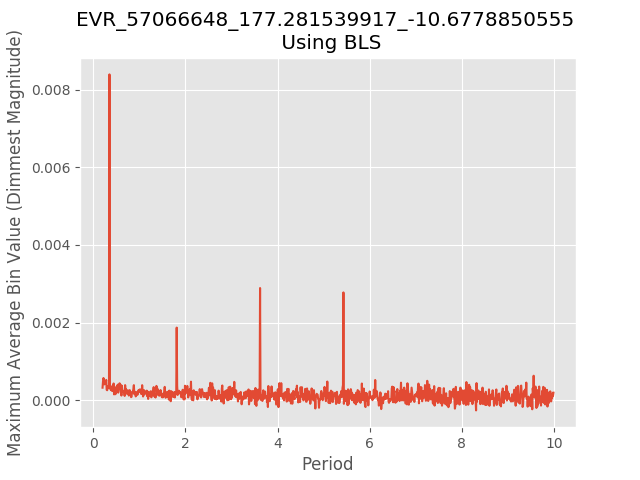 EVR_57066648_177.281539917_-10.6778850555
Using BLS
Maximum Average Bin Value (Dimmest Magnitude)
0.008
0.006
0.004
0.002
0.000
0
2
4
6
8
10
Period